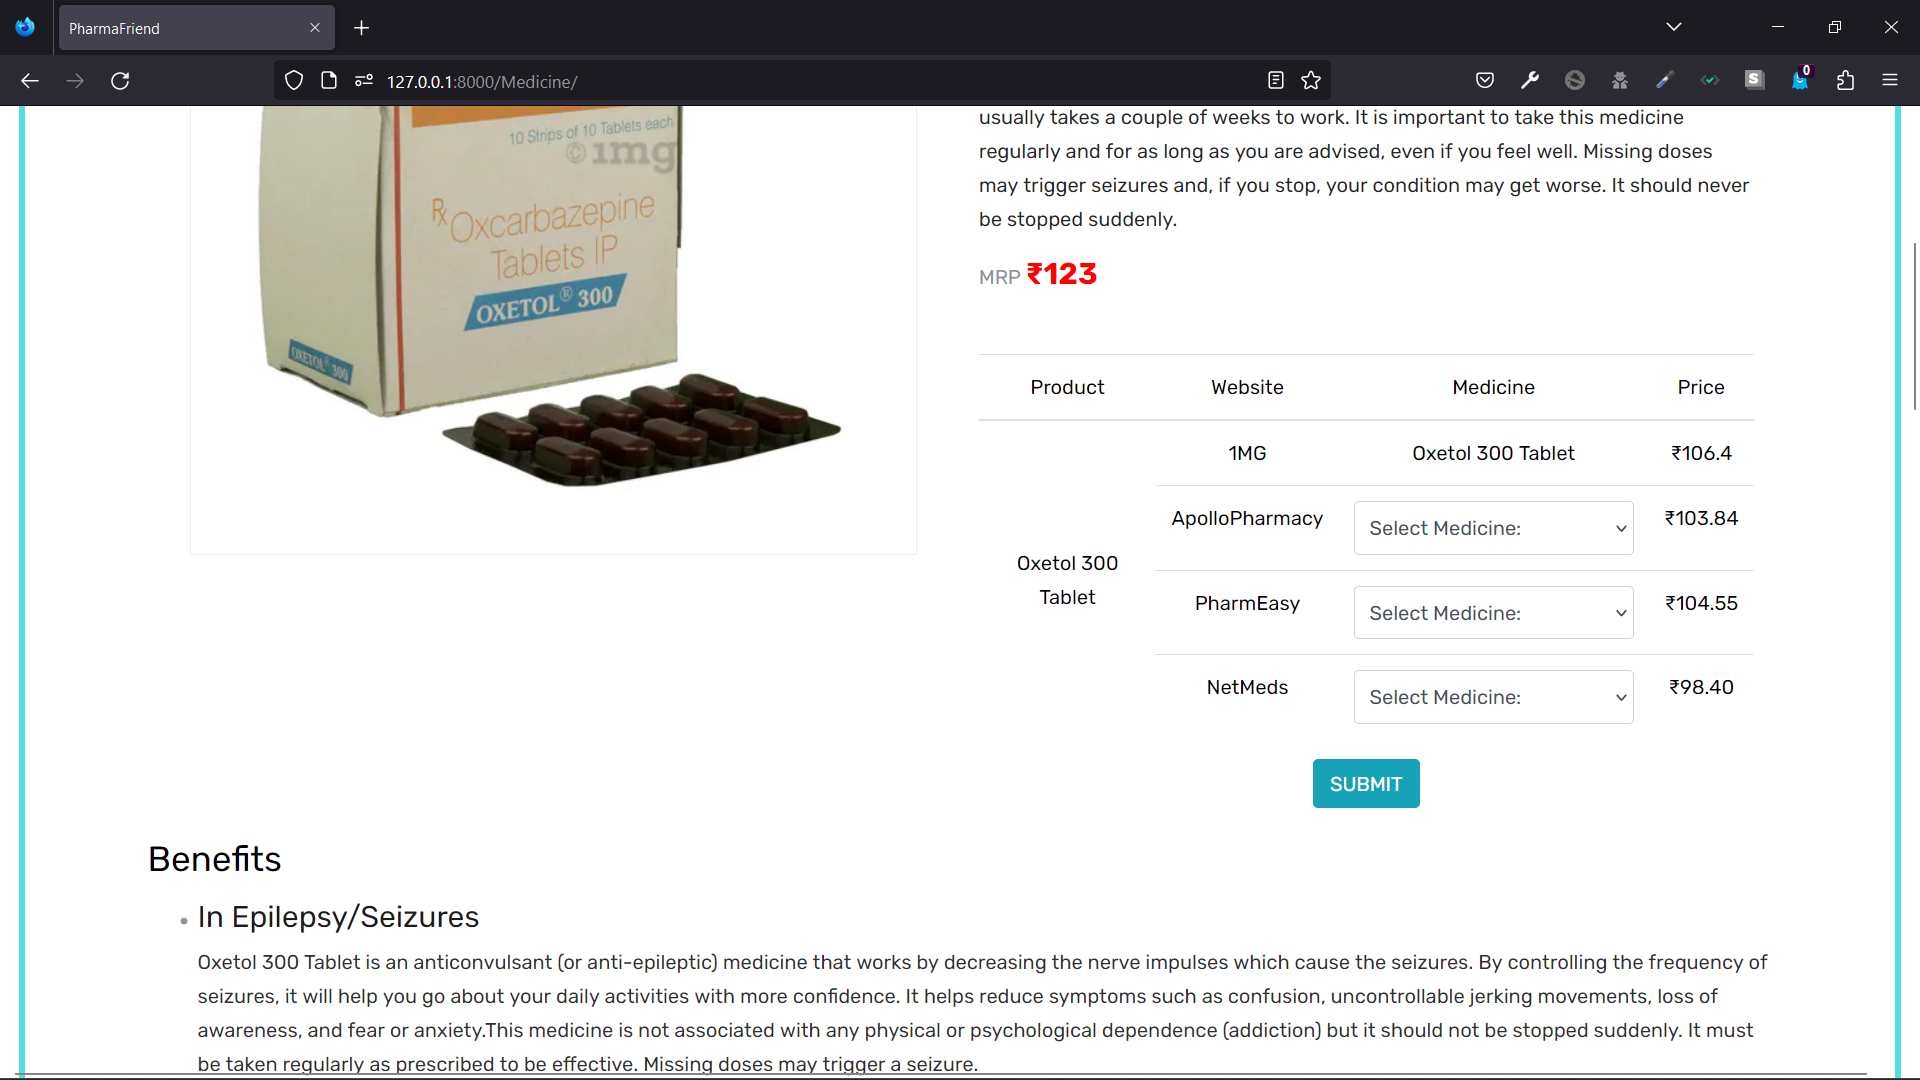 PharmaFriend
127.0.0.1:8000/Medicine/
S
0
10 Strips of 10 Tablets each
©1mg
Rx Oxcarbazepine
Tablets IP
OXETOL® 300
OXETOL® 300
usually takes a couple of weeks to work. It is important to take this medicine
regularly and for as long as you are advised, even if you feel well. Missing doses
may trigger seizures and, if you stop, your condition may get worse. It should never
be stopped suddenly.
MRP ₹123
Product Website Medicine Price
1MG Oxetol 300 Tablet ₹106.4
ApolloPharmacy Select Medicine: ₹103.84
Oxetol 300
Tablet
PharmEasy Select Medicine: ₹104.55
NetMeds Select Medicine: ₹98.40
SUBMIT
Benefits
• In Epilepsy/Seizures
Oxetol 300 Tablet is an anticonvulsant (or anti-epileptic) medicine that works by decreasing the nerve impulses which cause the seizures. By controlling the frequency of
seizures, it will help you go about your daily activities with more confidence. It helps reduce symptoms such as confusion, uncontrollable jerking movements, loss of
awareness, and fear or anxiety.This medicine is not associated with any physical or psychological dependence (addiction) but it should not be stopped suddenly. It must
be taken regularly as prescribed to be effective. Missing doses may trigger a seizure.